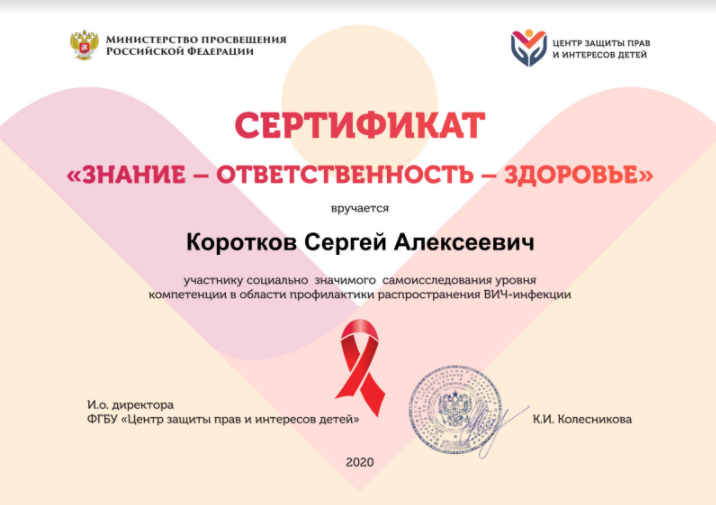 МИНИСТЕРСТВО ПРОСВЕЩЕНИЯ
РОССИЙСКОЙ ФЕДЕРАЦИИ
ЦЕНТР ЗАЩИТЫ ПРАВ
И ИНТЕРЕСОВ ДЕТЕЙ
СЕРТИФИКАТ
«ЗНАНИЕ – ОТВЕТСТВЕННОСТЬ – ЗДОРОВЬЕ»
вручается
Коротков Сергей Алексеевич
участнику социально значимого самоисследования уровня
компетенции в области профилактики распространения ВИЧ-инфекции
И.о. директора
ФГБУ «Центр защиты прав и интересов детей»
К.И. Колесникова
2020